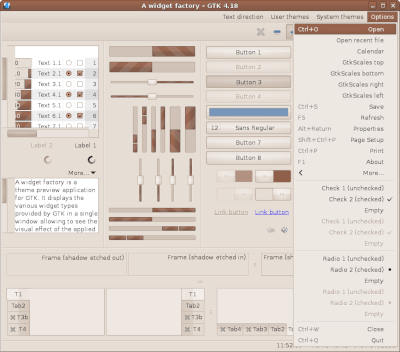 A widget factory – GTK 4.18
Text direction User themes System themes Options
Ctrl+O Open
Open recent file
Calendar
GtkScales top
GtkScales bottom
GtkScales right
GtkScales left
Ctrl+S Save
F5 Refresh
Alt+Return Properties
Shift+Ctrl+P Page Setup
Ctrl+P Print
F1 About
More...
Check 1 (unchecked)
Check 2 (checked)
Empty
Check 1 (unchecked)
Check 2 (checked)
Empty
Radio 1 (unchecked)
Radio 2 (checked)
Empty
Radio 1 (unchecked)
Radio 2 (checked)
Empty
Ctrl+W Close
Ctrl+Q Quit
Text 1.1 1
Text 2.1 2
Text 3.1 3
Text 4.1 4
Text 5.1 5
Text 6.1 6
Text 7.1 7
Label 2 Label 1
More...
A widget factory is a
theme preview application
for GTK. It displays the
various widget types
provided by GTK in a single
window allowing to see the
visual effect of the applied
Button 1
Button 2
Button 3
Button 4
12 Sans Regular
Button 7
Button 8
Link button Link button
Frame (shadow etched out)
Frame (shadow etched in)
T1
Tab2
T3b
T4
T1
Tab2
T3b
T4
Tab4 Tab3 Tab2